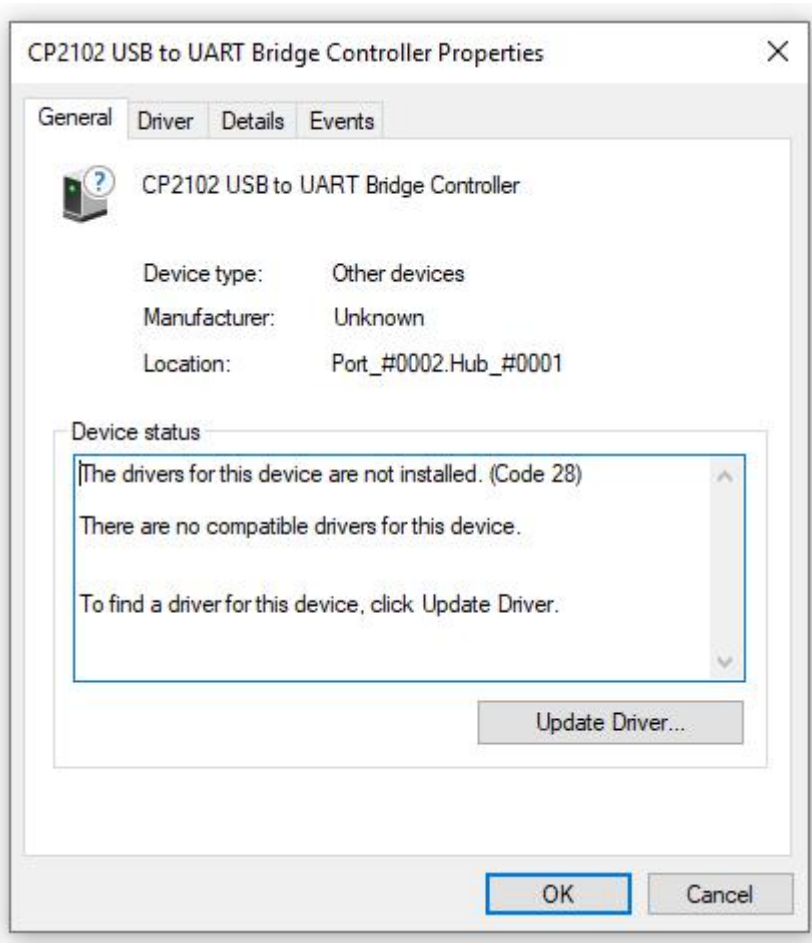 CP2102 USB to UART Bridge Controller Properties
General Driver Details Events
CP2102 USB to UART Bridge Controller
Device type: Other devices
Manufacturer: Unknown
Location: Port_#0002.Hub_#0001
Device status
The drivers for this device are not installed. (Code 28)
There are no compatible drivers for this device.
To find a driver for this device, click Update Driver.
Update Driver...
OK Cancel